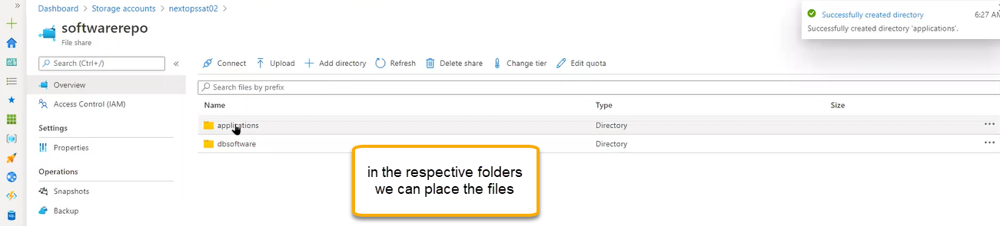 Dashboard > Storage accounts > nextopssat02 >
softwarerepo
File share
Search (Ctrl+/)
Overview
Access Control (IAM)
Settings
Properties
Operations
Snapshots
Backup
Connect Upload Add directory Refresh Delete share Change tier Edit quota
Search files by prefix
Name Type Size
applications Directory
dbsoftware Directory
in the respective folders
we can place the files
Successfully created directory 6:27 AM
Successfully created directory 'applications'.
SQL